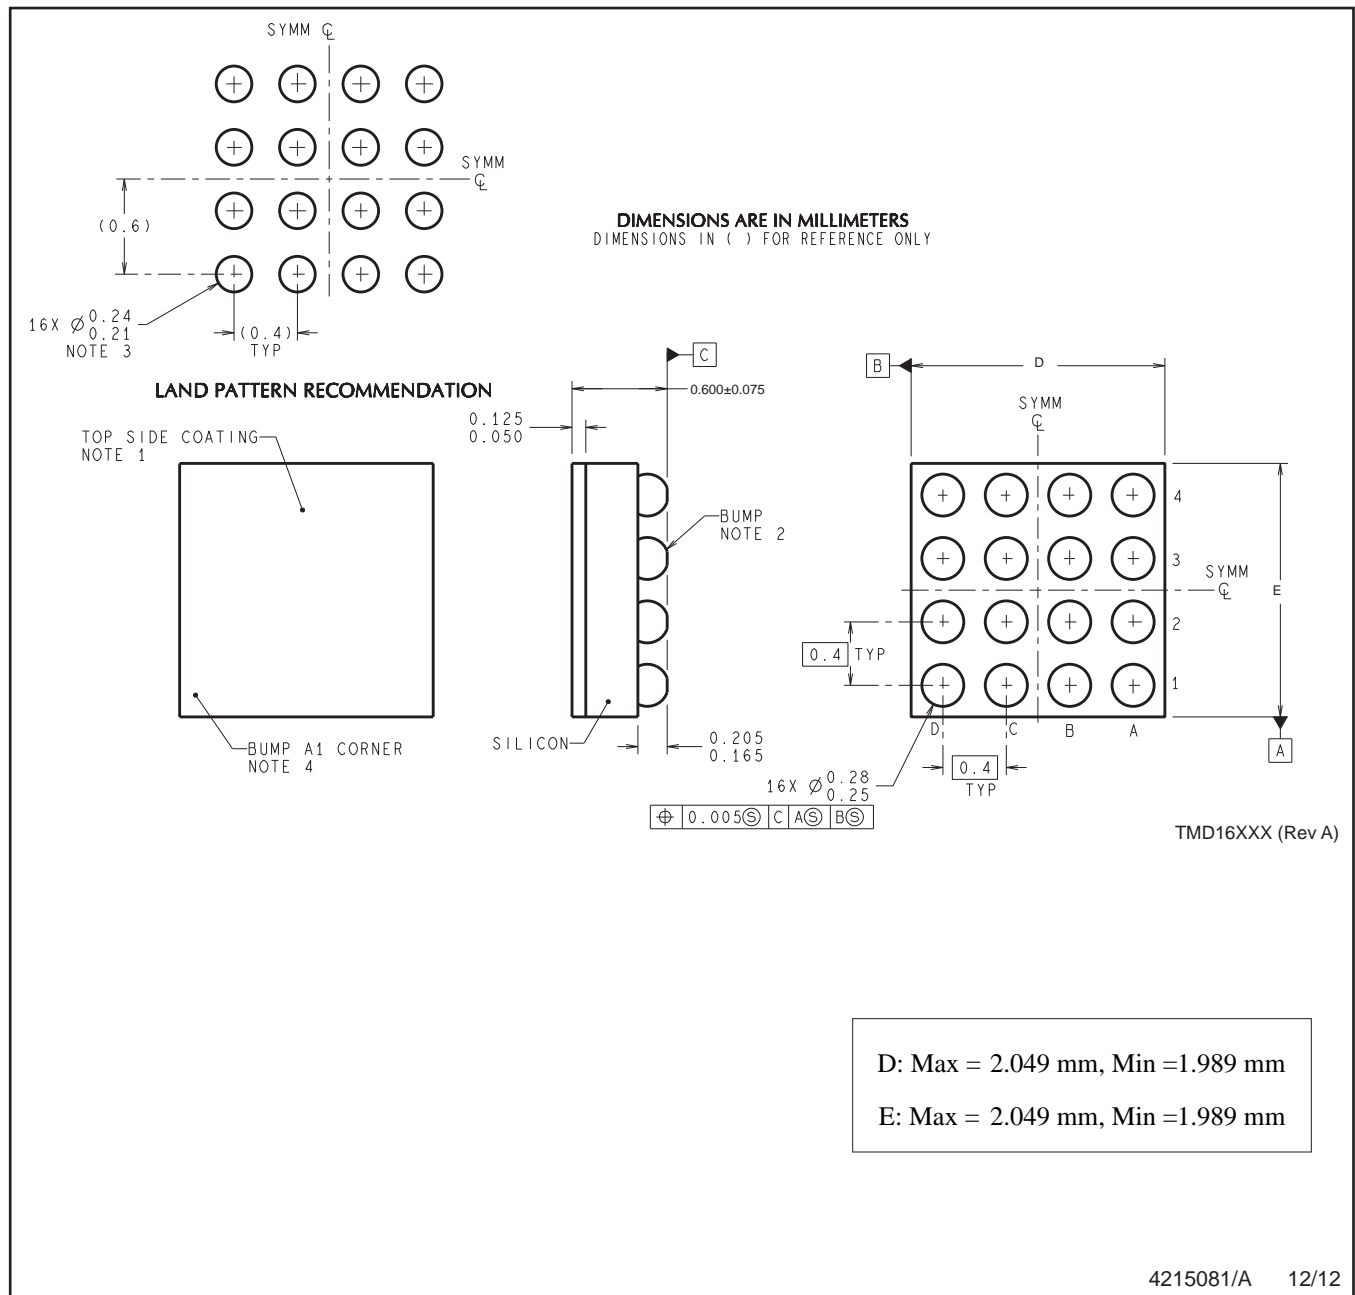 SYMM ℄
SYMM
℄
(0.6)
DIMENSIONS ARE IN MILLIMETERS
DIMENSIONS IN ( ) FOR REFERENCE ONLY
16X ⌀ 0.24
0.21
NOTE 3
(0.4)
TYP
LAND PATTERN RECOMMENDATION
C
0.600±0.075
0.125
0.050
B
D
SYMM
℄
TOP SIDE COATING
NOTE 1
BUMP
NOTE 2
4
3
SYMM
℄
E
2
0.4 TYP
1
BUMP A1 CORNER
NOTE 4
SILICON
0.205
0.165
D C B A
A
0.4
TYP
16X ⌀ 0.28
0.25
⌖ 0.005Ⓢ C AⓈ BⓈ
TMD16XXX (Rev A)
D: Max = 2.049 mm, Min =1.989 mm
E: Max = 2.049 mm, Min =1.989 mm
4215081/A 12/12